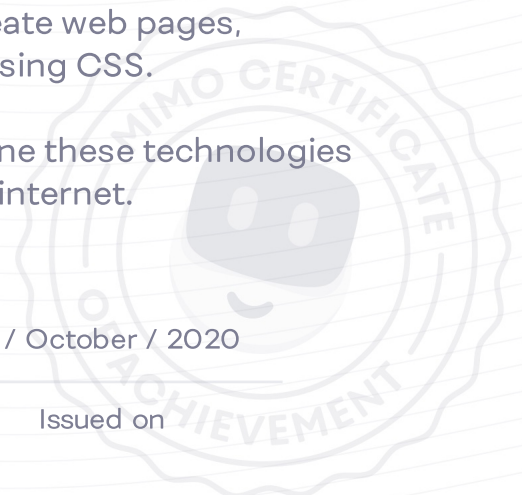 eate web pages,
sing CSS.
ne these technologies
internet.
/ October / 2020
Issued on
MIMO CERTIFICATE
OF ACHIEVEMENT